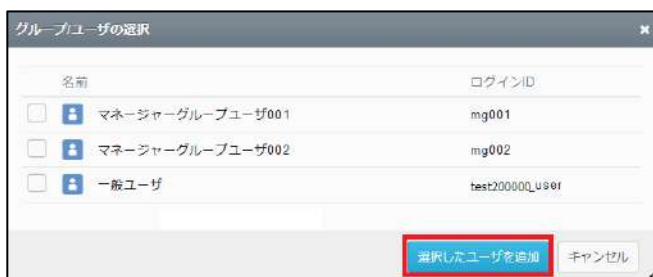 グループ/ユーザの選択 ×
名前 ログインID
マネージャーグループユーザ001 mg001
マネージャーグループユーザ002 mg002
一般ユーザ test200000_user
選択したユーザを追加 キャンセル